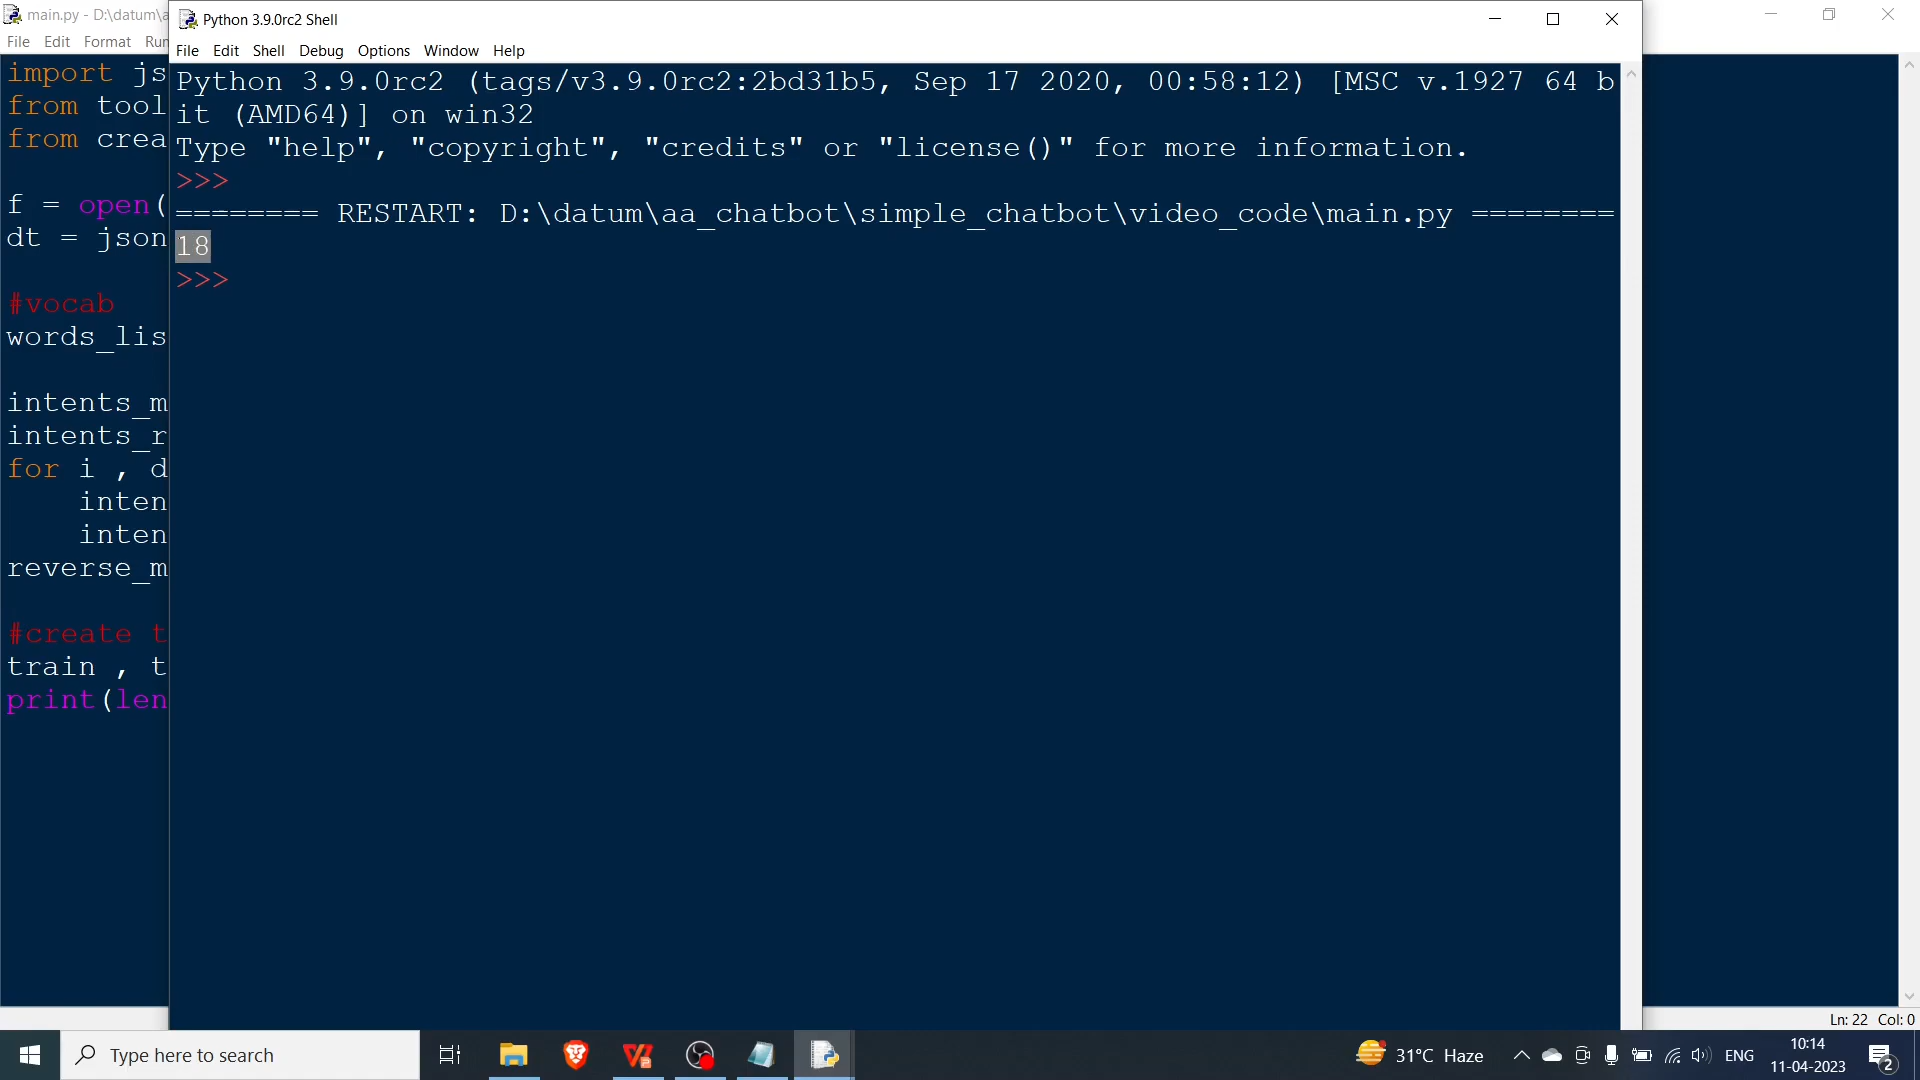 main.py - D:\datum\a
File Edit Format Run
import js
from tool
from crea
f = open(
dt = json
#vocab
words_lis
intents_m
intents_r
for i , d
inten
inten
reverse_m
#create t
train , t
print(len
Python 3.9.0rc2 Shell
File Edit Shell Debug Options Window Help
Python 3.9.0rc2 (tags/v3.9.0rc2:2bd31b5, Sep 17 2020, 00:58:12) [MSC v.1927 64 b
it (AMD64)] on win32
Type "help", "copyright", "credits" or "license()" for more information.
>>>
======== RESTART: D:\datum\aa_chatbot\simple_chatbot\video_code\main.py ========
18
>>>
Ln: 22 Col: 0
Type here to search
31°C Haze
ENG
10:14
11-04-2023
2